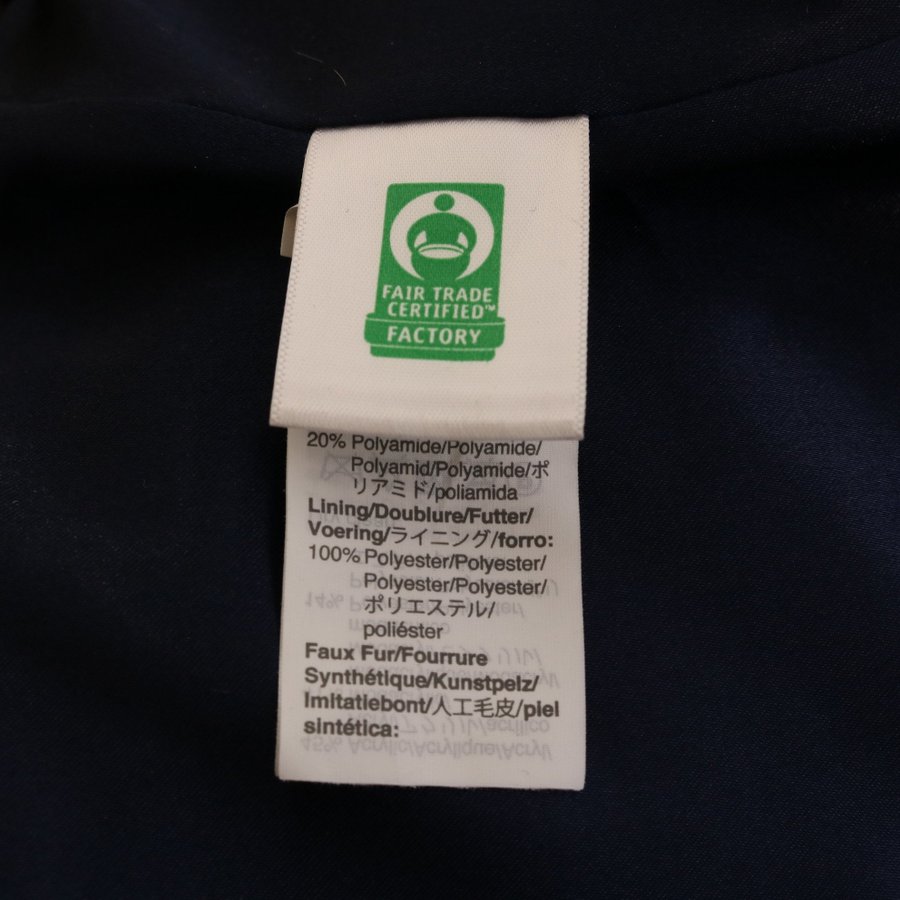 FAIR TRADE
CERTIFIED™
FACTORY
20% Polyamide/Polyamide/
Polyamid/Polyamide/ポ
リアミド/poliamida
Lining/Doublure/Futter/
Voering/ライニング/forro:
100% Polyester/Polyester/
Polyester/Polyester/
ポリエステル/
poliéster
Faux Fur/Fourrure
Synthétique/Kunstpelz/
Imitatiebont/人工毛皮/piel
sintética: